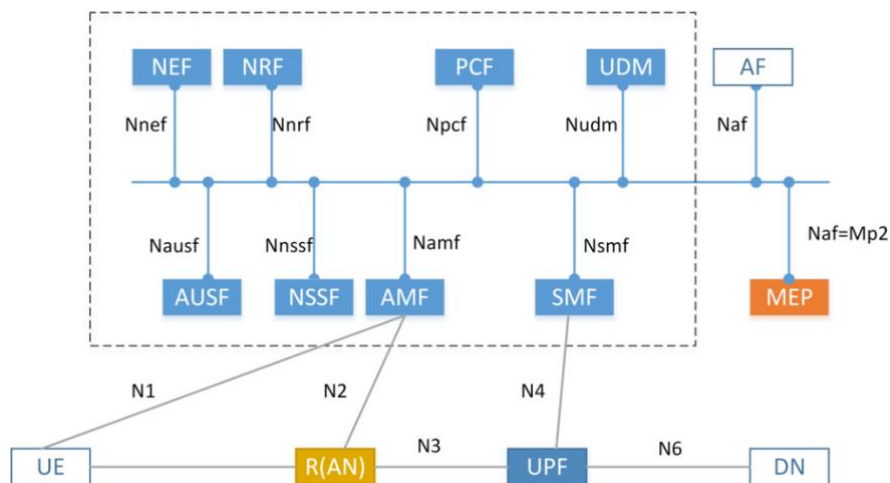 NEF
NRF
PCF
UDM
AF
Nnef
Nnrf
Npcf
Nudm
Naf
Nausf
Nnssf
Namf
Nsmf
Naf=Mp2
AUSF
NSSF
AMF
SMF
MEP
N1
N2
N4
N3
N6
UE
R(AN)
UPF
DN